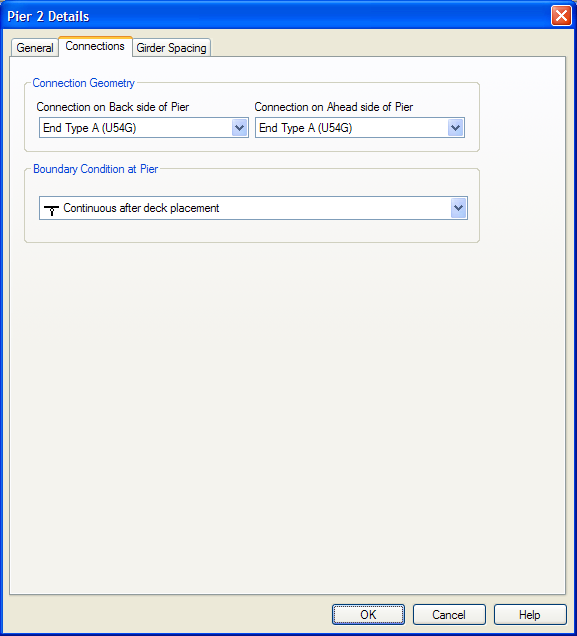 Pier 2 Details
General Connections Girder Spacing
Connection Geometry
Connection on Back side of Pier Connection on Ahead side of Pier
End Type A (U54G) End Type A (U54G)
Boundary Condition at Pier
Continuous after deck placement
OK Cancel Help